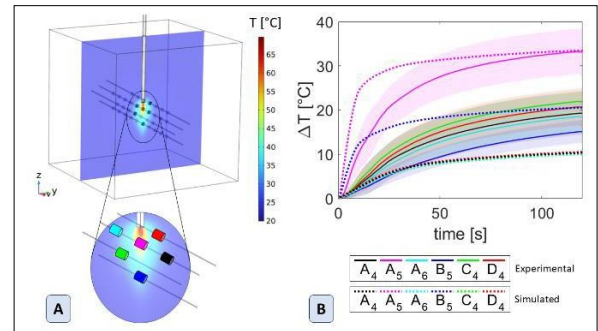 T [°C]
65
60
55
50
45
40
35
30
25
20
z
y
A
40
30
20
10
0
ΔT [°C]
0 50 100
time [s]
A4 A5 A6 B5 C4 D4 Experimental
A4 A5 A6 B5 C4 D4 Simulated
B